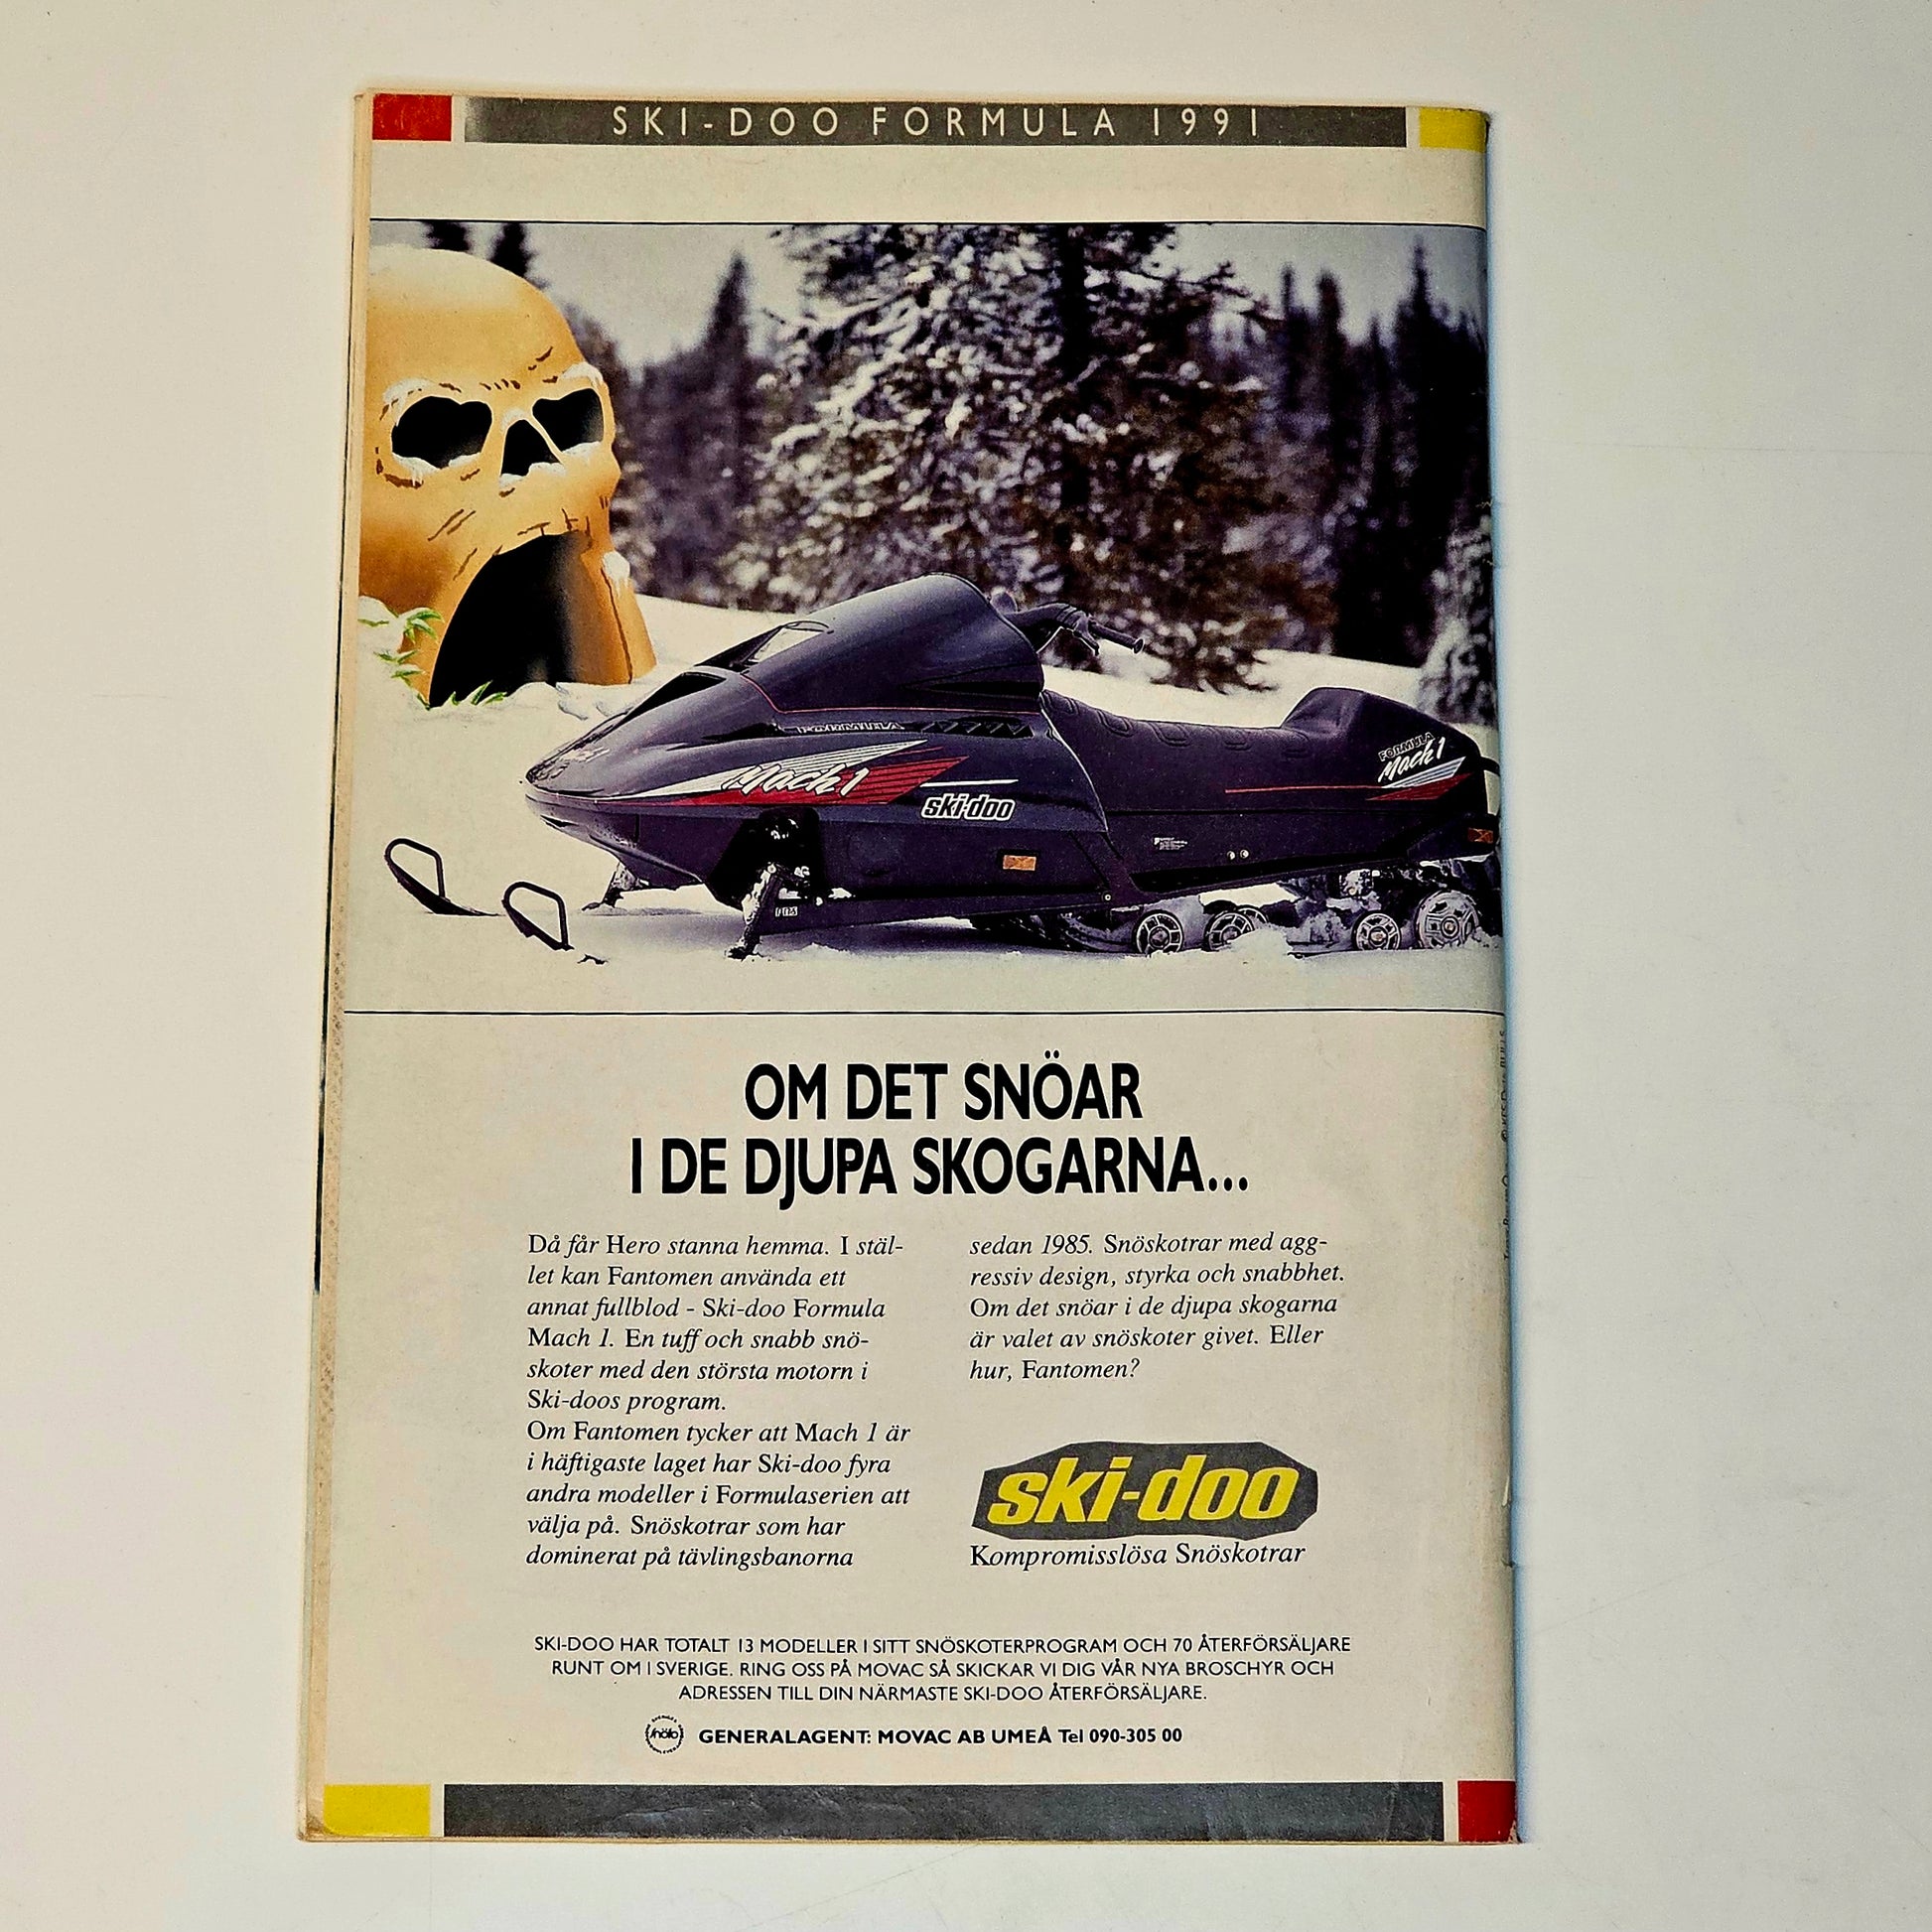 SKI-DOO FORMULA 1991
FORMULA
Mach 1
ski-doo
FORMULA
Mach 1
OM DET SNÖAR
I DE DJUPA SKOGARNA...
Då får Hero stanna hemma. I stäl-
let kan Fantomen använda ett
annat fullblod - Ski-doo Formula
Mach 1. En tuff och snabb snö-
skoter med den största motorn i
Ski-doos program.
Om Fantomen tycker att Mach 1 är
i häftigaste laget har Ski-doo fyra
andra modeller i Formulaserien att
välja på. Snöskotrar som har
dominerat på tävlingsbanorna
sedan 1985. Snöskotrar med agg-
ressiv design, styrka och snabbhet.
Om det snöar i de djupa skogarna
är valet av snöskoter givet. Eller
hur, Fantomen?
ski-doo
Kompromisslösa Snöskotrar
SKI-DOO HAR TOTALT 13 MODELLER I SITT SNÖSKOTERPROGRAM OCH 70 ÅTERFÖRSÄLJARE
RUNT OM I SVERIGE. RING OSS PÅ MOVAC SÅ SKICKAR VI DIG VÅR NYA BROSCHYR OCH
ADRESSEN TILL DIN NÄRMASTE SKI-DOO ÅTERFÖRSÄLJARE.
GENERALAGENT: MOVAC AB UMEÅ Tel 090-305 00